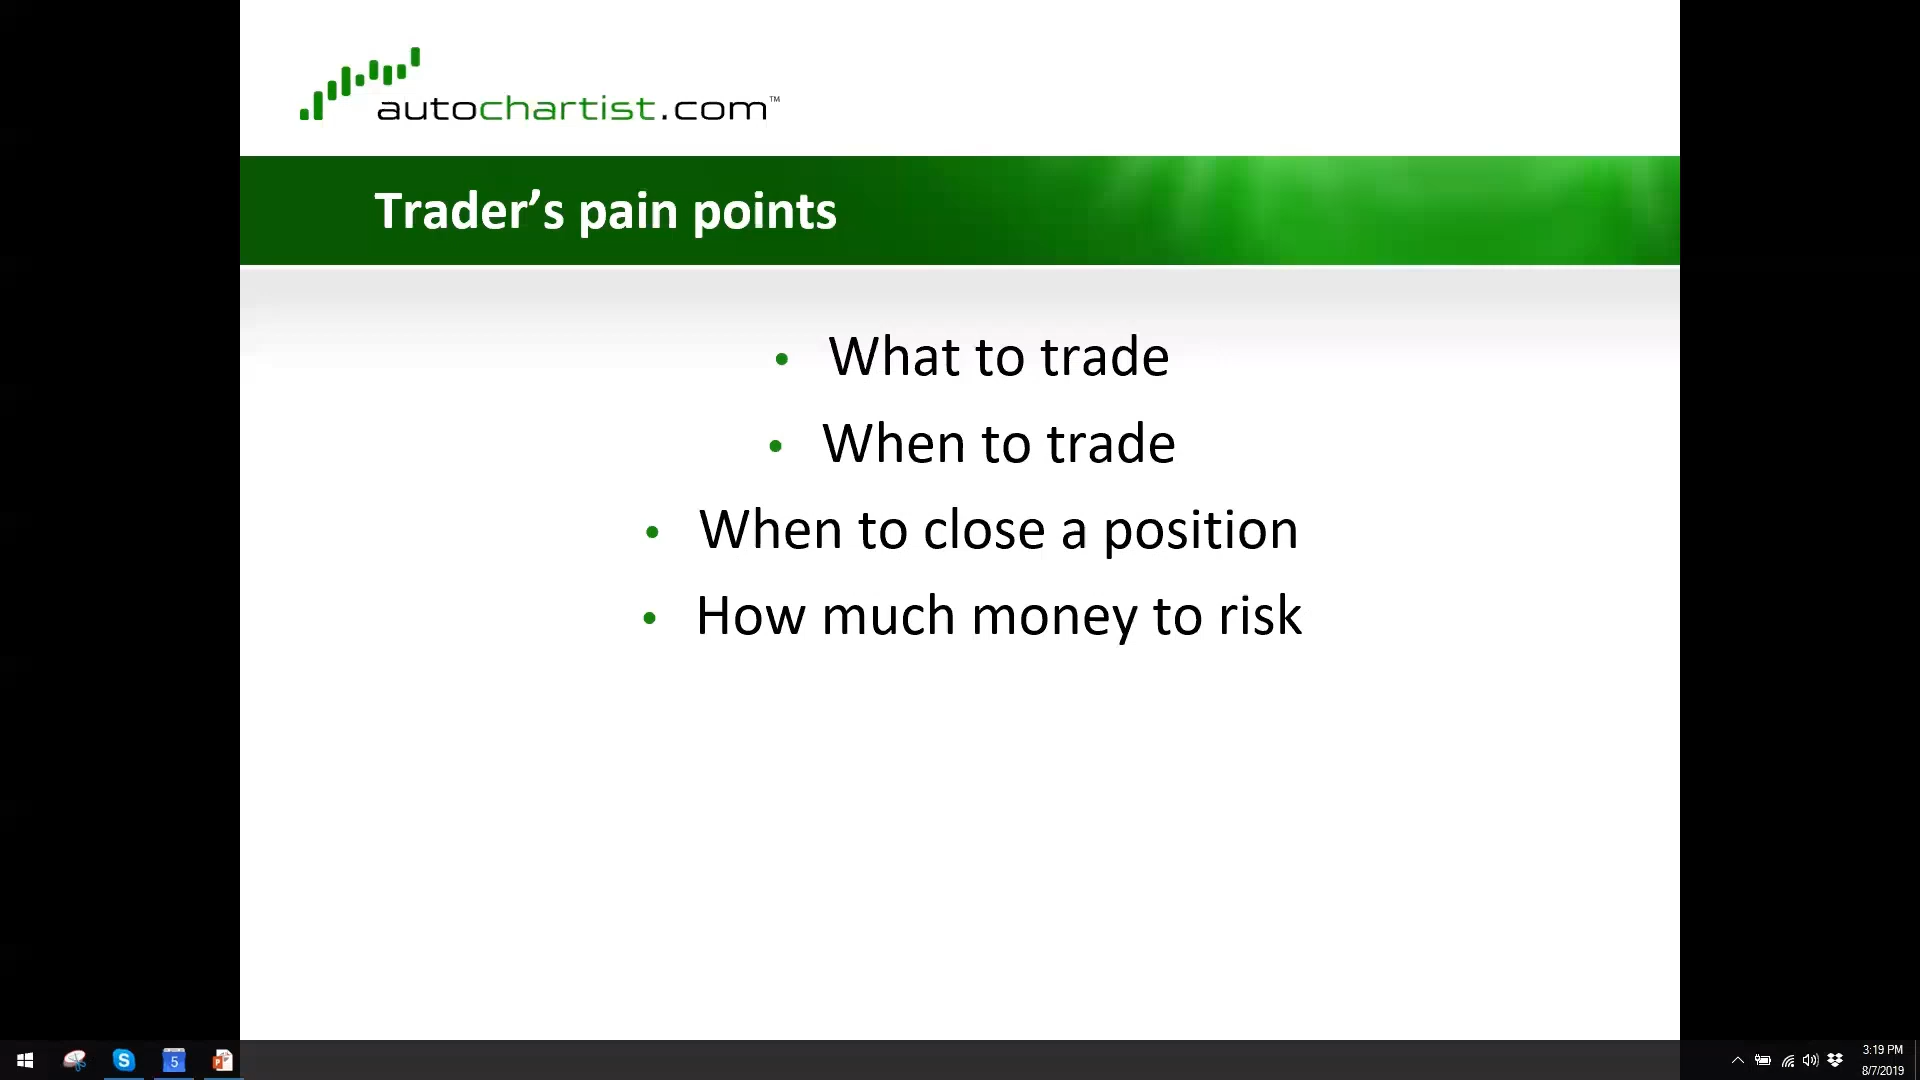 autochartist.com™
Trader’s pain points
• What to trade
• When to trade
• When to close a position
• How much money to risk
S
5
P
3:19 PM
8/7/2019